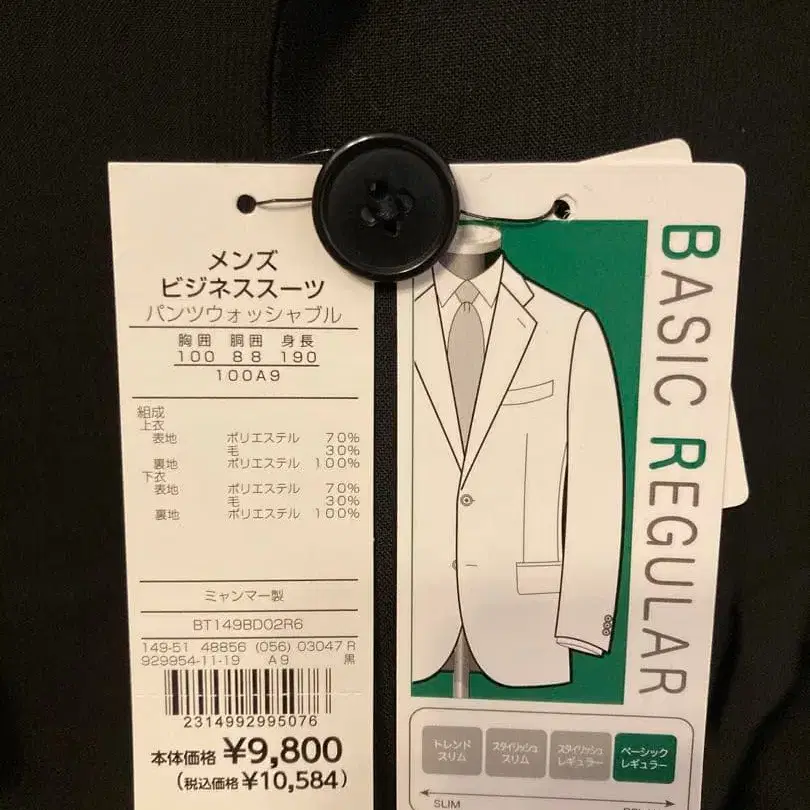 メンズ
ビジネススーツ
パンツウォッシャブル
胸囲 胴囲 身長
100 88 190
100A9
組成
上衣
表地 ポリエステル 70%
毛 30%
裏地 ポリエステル 100%
下衣
表地 ポリエステル 70%
毛 30%
裏地 ポリエステル 100%
ミャンマー製
BT149BD02R6
149-51 48856 (056) 03047 R
929954-11-19 A9 黒
2314992995076
本体価格 ¥9,800
(税込価格 ¥10,584)
BASIC REGULAR
トレンド
スリム
スタイリッシュ
スリム
スタイリッシュ
レギュラー
ベーシック
レギュラー
SLIM